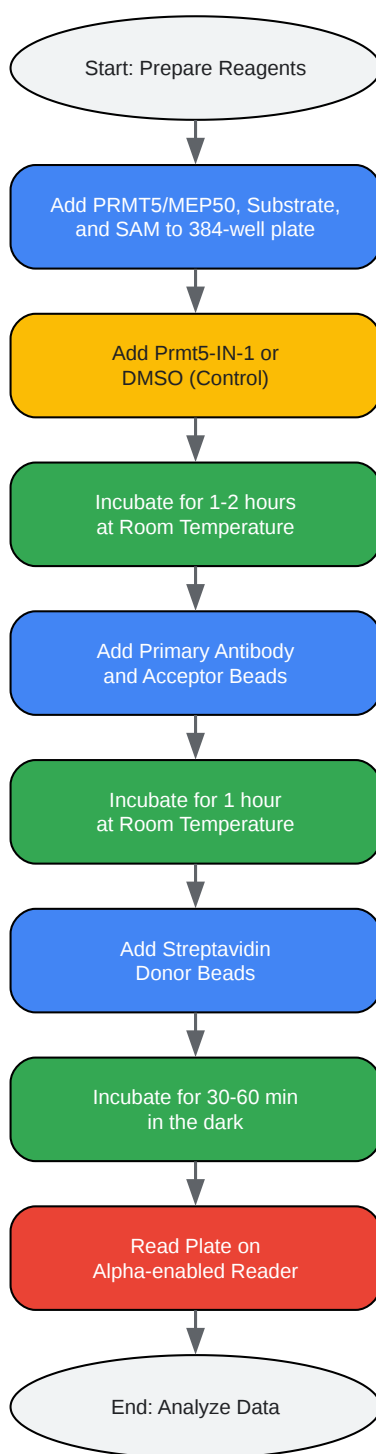 Start: Prepare Reagents
Add PRMT5/MEP50, Substrate,
and SAM to 384-well plate
Add Prmt5-IN-1 or
DMSO (Control)
Incubate for 1-2 hours
at Room Temperature
Add Primary Antibody
and Acceptor Beads
Incubate for 1 hour
at Room Temperature
Add Streptavidin
Donor Beads
Incubate for 30-60 min
in the dark
Read Plate on
Alpha-enabled Reader
End: Analyze Data